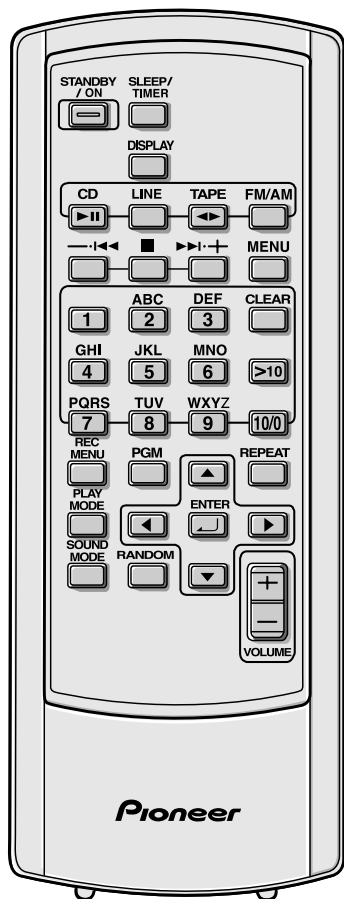 STANDBY SLEEP/
/ ON TIMER
DISPLAY
CD LINE TAPE FM/AM
MENU
ABC DEF CLEAR
1 2 3
GHI JKL MNO
4 5 6 >10
PQRS TUV WXYZ
7 8 9 10/0
REC
MENU PGM REPEAT
PLAY
MODE ENTER
SOUND
MODE RANDOM
+
–
VOLUME
Pioneer